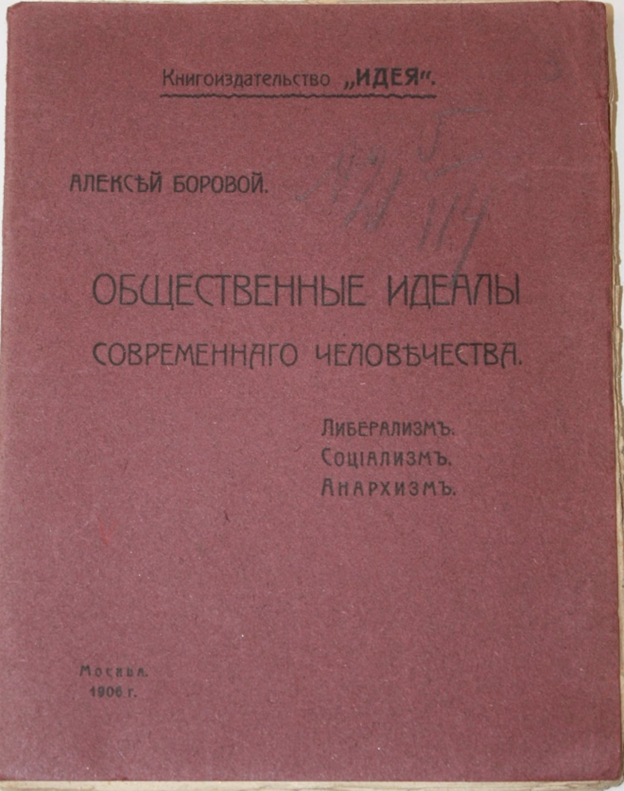 Книгоиздательство „ИДЕЯ“.
АЛЕКСѢЙ БОРОВОЙ.
ОБЩЕСТВЕННЫЕ ИДЕАЛЫ
СОВРЕМЕННАГО ЧЕЛОВѢЧЕСТВА.
ЛИБЕРАЛИЗМЪ.
СОЦІАЛИЗМЪ.
АНАРХИЗМЪ.
Москва.
1906 г.